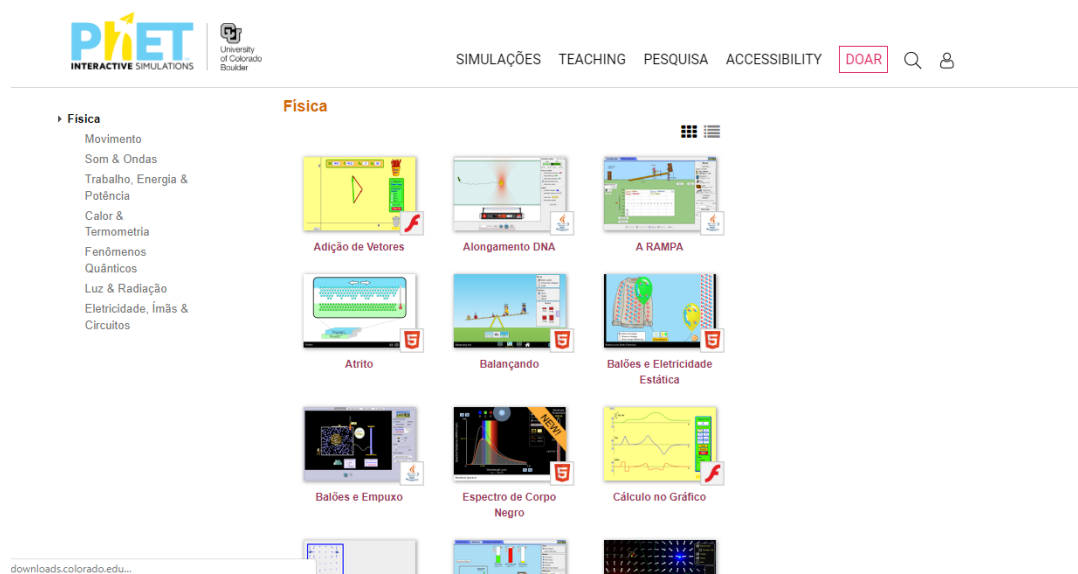 PhET
INTERACTIVE SIMULATIONS
University
of Colorado
Boulder
SIMULAÇÕES TEACHING PESQUISA ACCESSIBILITY DOAR
Física
Física
Movimento
Som & Ondas
Trabalho, Energia &
Potência
Calor &
Termometria
Fenômenos
Quânticos
Luz & Radiação
Eletricidade, Ímãs &
Circuitos
Adição de Vetores
Alongamento DNA
A RAMPA
Atrito
Balançando
Balões e Eletricidade
Estática
Balões e Empuxo
NEW!
Espectro de Corpo
Negro
Cálculo no Gráfico
downloads.colorado.edu...